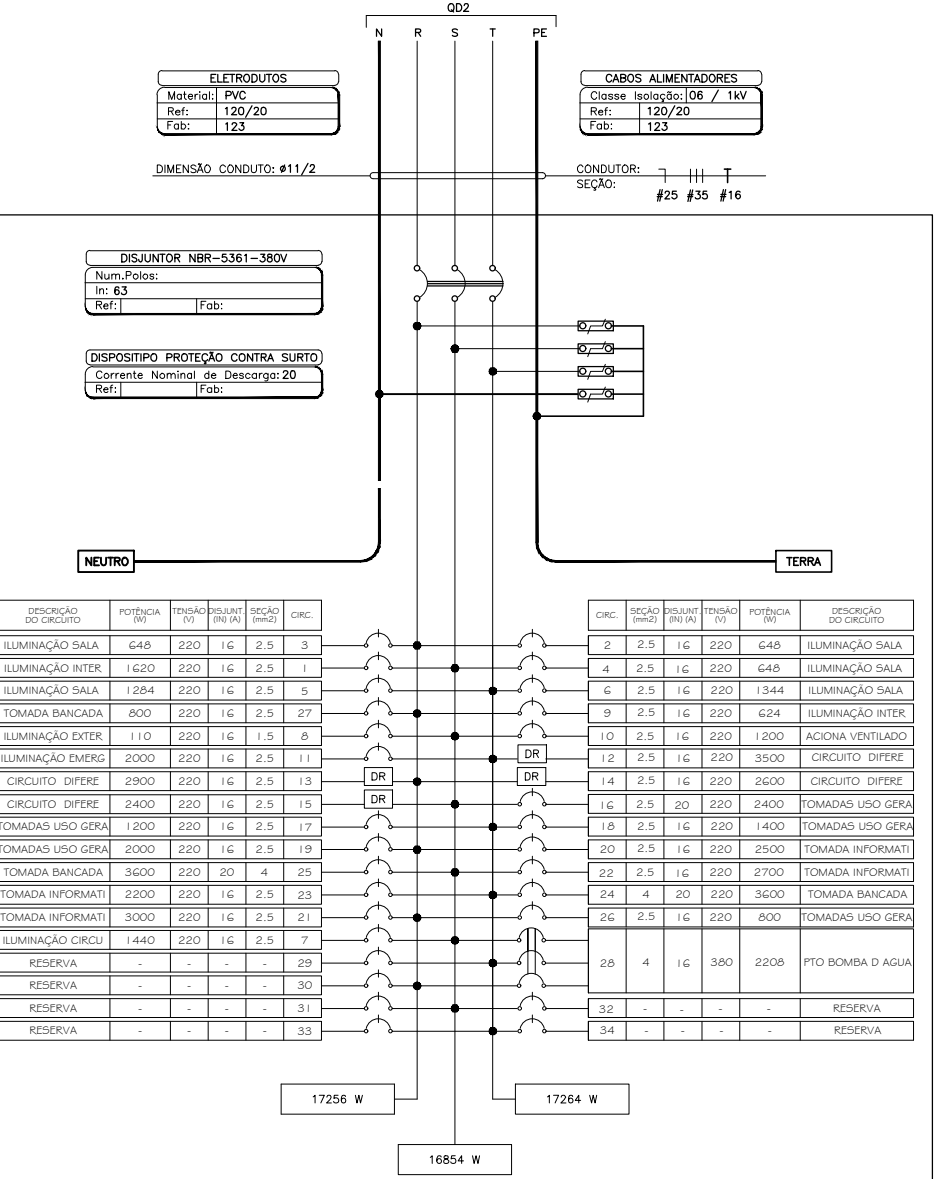 QD2
N R S T PE
ELETRODUTOS
Material: PVC
Ref: 120/20
Fab: 123
CABOS ALIMENTADORES
Classe Isolação: 06 / 1kV
Ref: 120/20
Fab: 123
DIMENSÃO CONDUTO: ø11/2
CONDUTOR:
SEÇÃO:
#25 #35 #16
DISJUNTOR NBR-5361-380V
Num.Polos:
In: 63
Ref: Fab:
DISPOSITIPO PROTEÇÃO CONTRA SURTO
Corrente Nominal de Descarga: 20
Ref: Fab:
NEUTRO
TERRA
DESCRIÇÃO DO CIRCUITO POTÊNCIA (W) TENSÃO (V) DISJUNT. (IN) (A) SEÇÃO (mm2) CIRC.
ILUMINAÇÃO SALA 648 220 16 2.5 3
ILUMINAÇÃO INTER 1620 220 16 2.5 1
ILUMINAÇÃO SALA 1284 220 16 2.5 5
TOMADA BANCADA 800 220 16 2.5 27
ILUMINAÇÃO EXTER 110 220 16 1.5 8
ILUMINAÇÃO EMERG 2000 220 16 2.5 11
CIRCUITO DIFERE 2900 220 16 2.5 13
CIRCUITO DIFERE 2400 220 16 2.5 15
TOMADAS USO GERA 1200 220 16 2.5 17
TOMADAS USO GERA 2000 220 16 2.5 19
TOMADA BANCADA 3600 220 20 4 25
TOMADA INFORMATI 2200 220 16 2.5 23
TOMADA INFORMATI 3000 220 16 2.5 21
ILUMINAÇÃO CIRCU 1440 220 16 2.5 7
RESERVA - - - - 29
RESERVA - - - - 30
RESERVA - - - - 31
RESERVA - - - - 33
DR
DR
DR
DR
CIRC. SEÇÃO (mm2) DISJUNT. (IN) (A) TENSÃO (V) POTÊNCIA (W) DESCRIÇÃO DO CIRCUITO
2 2.5 16 220 648 ILUMINAÇÃO SALA
4 2.5 16 220 648 ILUMINAÇÃO SALA
6 2.5 16 220 1344 ILUMINAÇÃO SALA
9 2.5 16 220 624 ILUMINAÇÃO INTER
10 2.5 16 220 1200 ACIONA VENTILADO
12 2.5 16 220 3500 CIRCUITO DIFERE
14 2.5 16 220 2600 CIRCUITO DIFERE
16 2.5 20 220 2400 TOMADAS USO GERA
18 2.5 16 220 1400 TOMADAS USO GERA
20 2.5 16 220 2500 TOMADA INFORMATI
22 2.5 16 220 2700 TOMADA INFORMATI
24 4 20 220 3600 TOMADA BANCADA
26 2.5 16 220 800 TOMADAS USO GERA
28 4 16 380 2208 PTO BOMBA D AGUA
32 - - - - RESERVA
34 - - - - RESERVA
17256 W
17264 W
16854 W